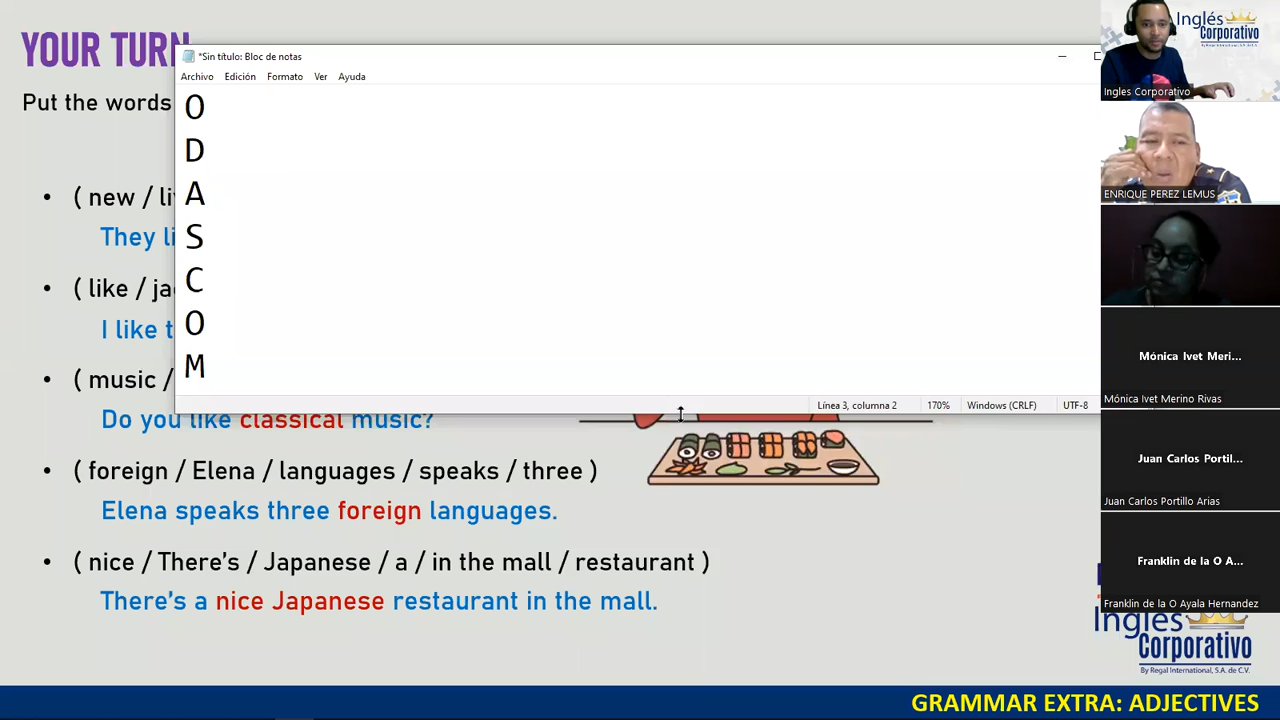 YOUR TURN
Put the words
• ( new / li
They li
• ( like / ja
I like t
• ( music /
Do you like classical music?
• ( foreign / Elena / languages / speaks / three )
Elena speaks three foreign languages.
• ( nice / There's / Japanese / a / in the mall / restaurant )
There's a nice Japanese restaurant in the mall.
*Sin título: Bloc de notas
Archivo Edición Formato Ver Ayuda
O
D
A
S
C
O
M
Línea 3, columna 2 170% Windows (CRLF) UTF-8
Inglés
Corporativo
By Regal International, S.A. de C.V.
Ingles Corporativo
ENRIQUE PEREZ LEMUS
Mónica Ivet Meri...
Mónica Ivet Merino Rivas
Juan Carlos Portil...
Juan Carlos Portillo Arias
Franklin de la O A...
Franklin de la O Ayala Hernandez
Inglés
Corporativo
By Regal International, S.A. de C.V.
GRAMMAR EXTRA: ADJECTIVES